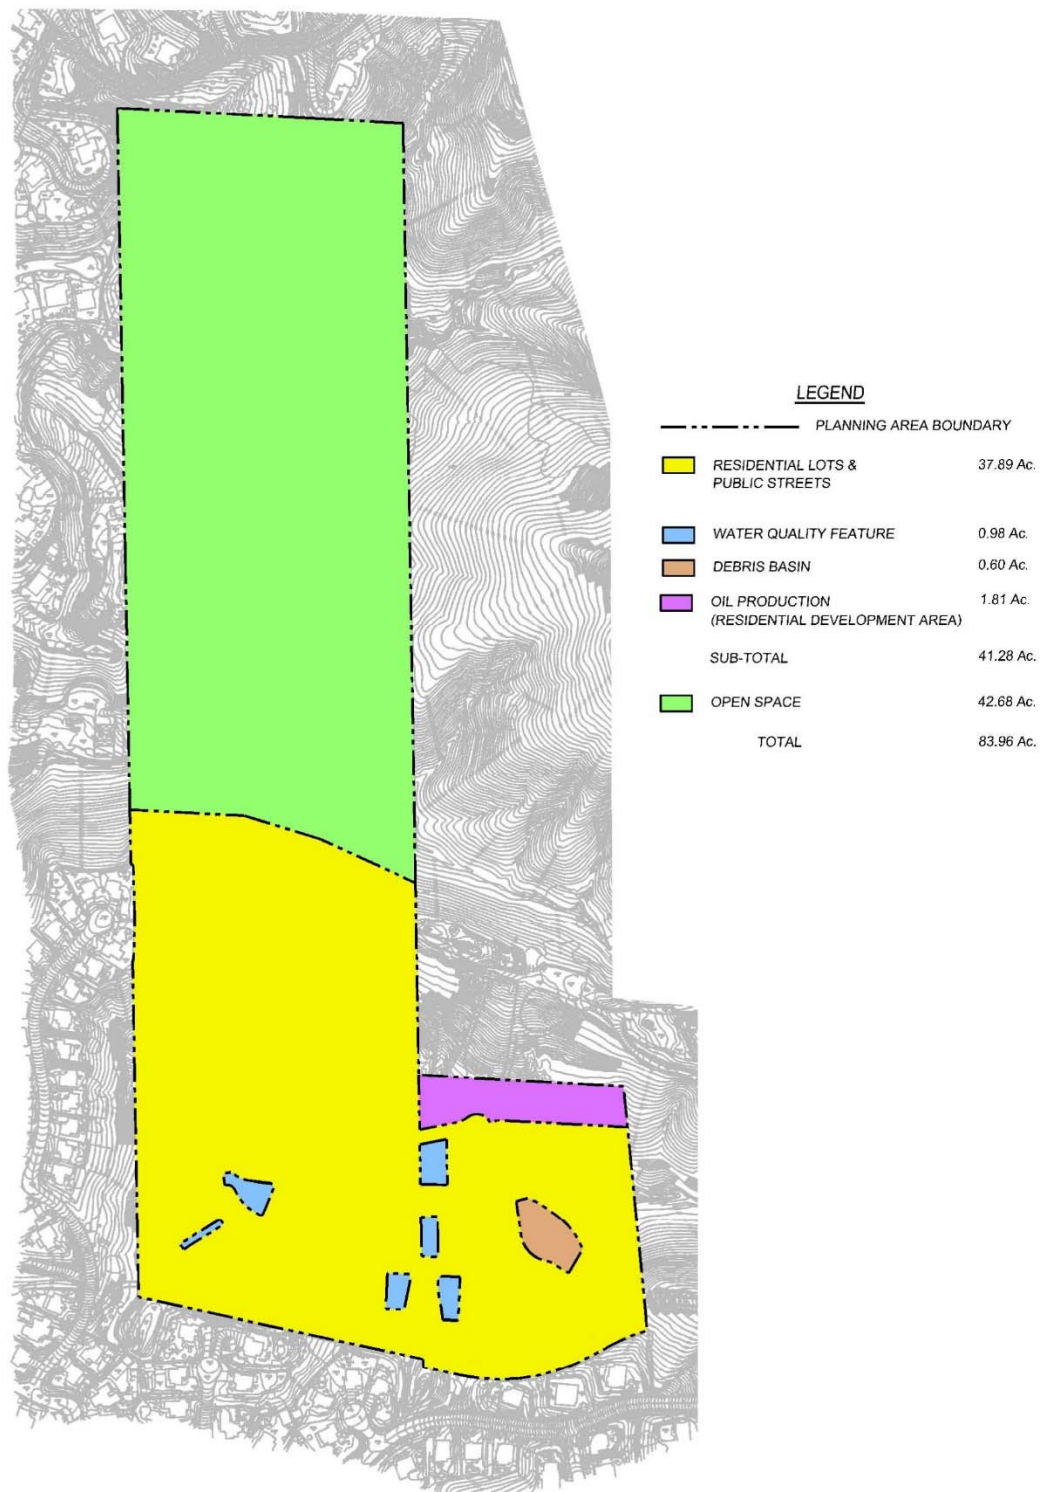 LEGEND
PLANNING AREA BOUNDARY
RESIDENTIAL LOTS & 37.89 Ac.
PUBLIC STREETS
WATER QUALITY FEATURE 0.98 Ac.
DEBRIS BASIN 0.60 Ac.
OIL PRODUCTION 1.81 Ac.
(RESIDENTIAL DEVELOPMENT AREA)
SUB-TOTAL 41.28 Ac.
OPEN SPACE 42.68 Ac.
TOTAL 83.96 Ac.